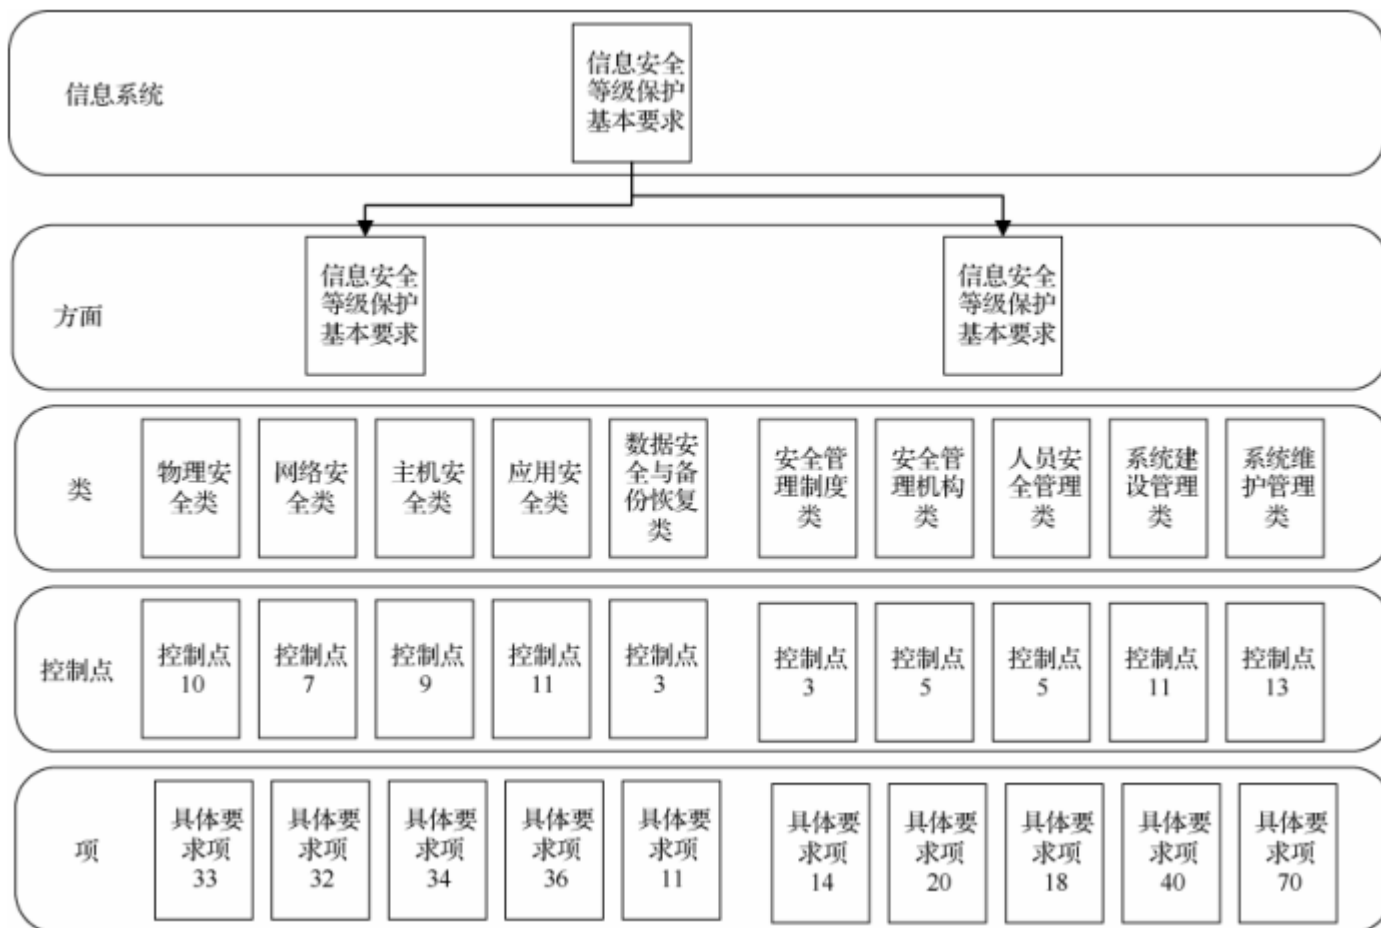 信息系统
信息安全
等级保护
基本要求
方面
信息安全
等级保护
基本要求
信息安全
等级保护
基本要求
类
物理安
全类
网络安
全类
主机安
全类
应用安
全类
数据安
全与备
份恢复
类
安全管
理制度
类
安全管
理机构
类
人员安
全管理
类
系统建
设管理
类
系统维
护管理
类
控制点
控制点
10
控制点
7
控制点
9
控制点
11
控制点
3
控制点
3
控制点
5
控制点
5
控制点
11
控制点
13
项
具体要
求项
33
具体要
求项
32
具体要
求项
34
具体要
求项
36
具体要
求项
11
具体要
求项
14
具体要
求项
20
具体要
求项
18
具体要
求项
40
具体要
求项
70